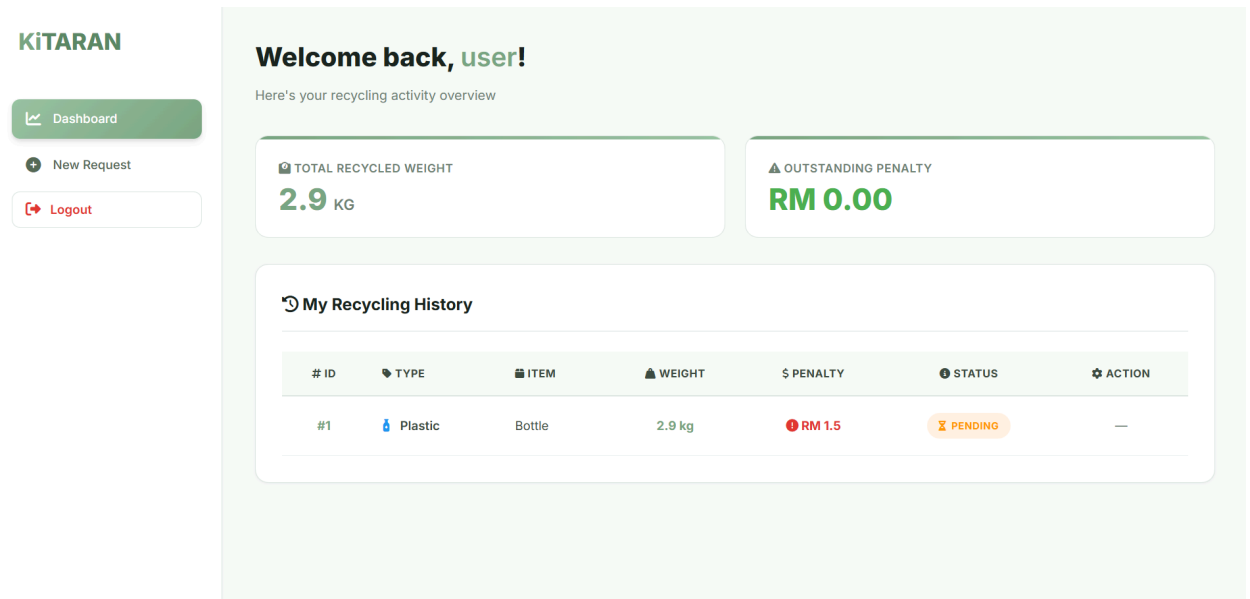 KiTARAN
Dashboard
New Request
Logout
Welcome back, user!
Here's your recycling activity overview
TOTAL RECYCLED WEIGHT
2.9 KG
OUTSTANDING PENALTY
RM 0.00
My Recycling History
# ID TYPE ITEM WEIGHT $ PENALTY STATUS ACTION
#1 Plastic Bottle 2.9 kg RM 1.5 PENDING —